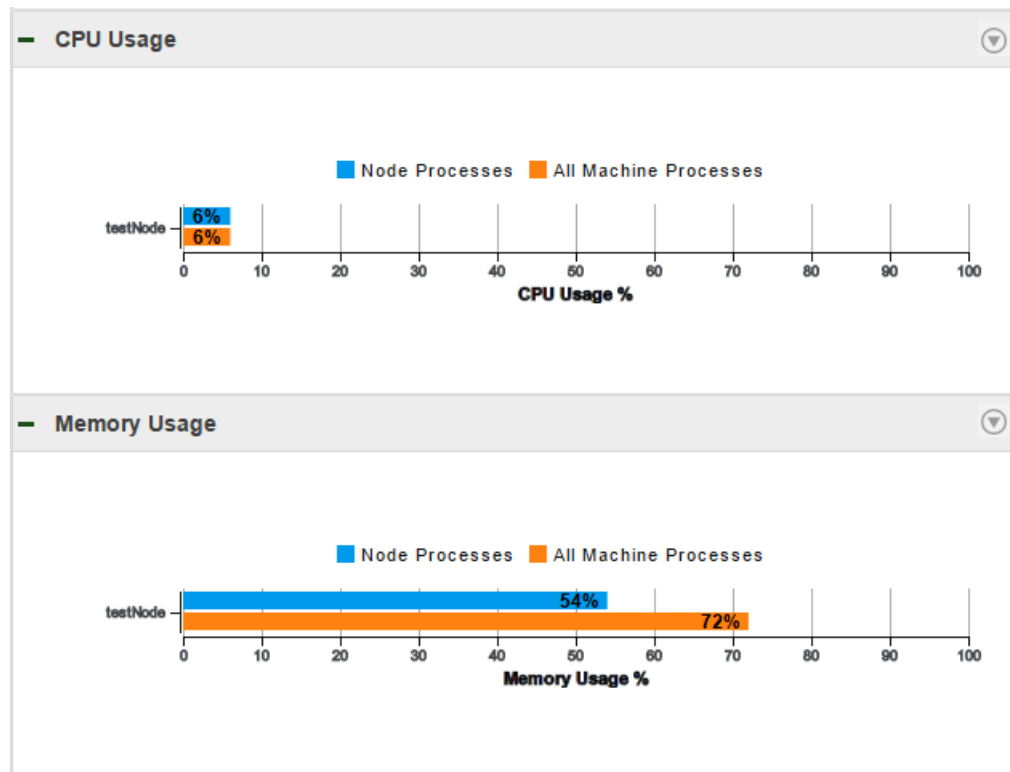 CPU Usage
Node Processes All Machine Processes
testNode
6%
6%
0 10 20 30 40 50 60 70 80 90 100
CPU Usage %
Memory Usage
Node Processes All Machine Processes
testNode
54%
72%
0 10 20 30 40 50 60 70 80 90 100
Memory Usage %